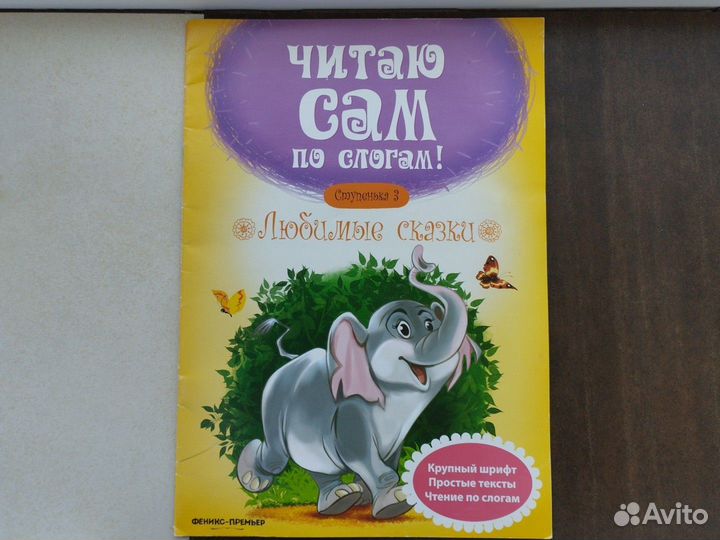 ЧИТАЮ
САМ
ПО СЛОГАМ!
Ступенька 3
Любимые сказки
Крупный шрифт
Простые тексты
Чтение по слогам
ФЕНИКС-ПРЕМЬЕР
Avito